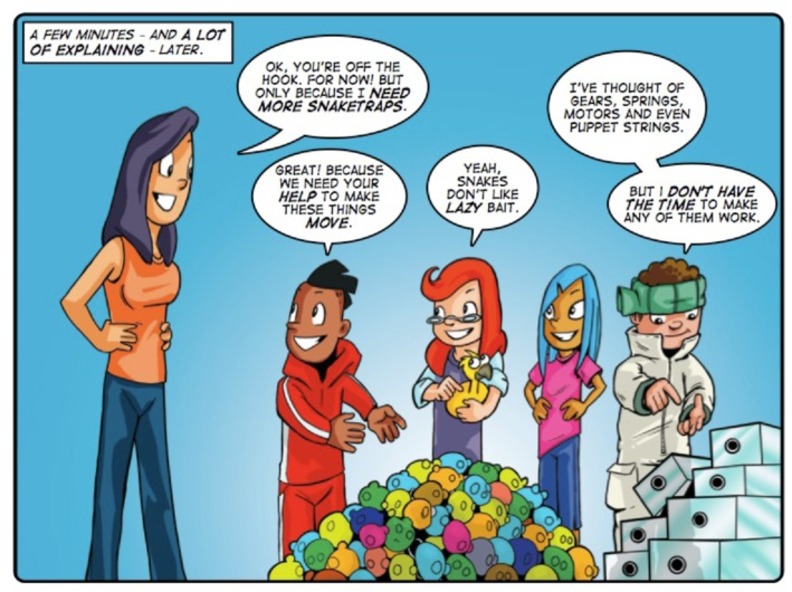 A FEW MINUTES - AND A LOT
OF EXPLAINING - LATER.
OK, YOU'RE OFF THE
HOOK. FOR NOW! BUT
ONLY BECAUSE I NEED
MORE SNAKETRAPS.
GREAT! BECAUSE
WE NEED YOUR
HELP TO MAKE
THESE THINGS
MOVE.
YEAH,
SNAKES
DON'T LIKE
LAZY BAIT.
I'VE THOUGHT OF
GEARS, SPRINGS,
MOTORS AND EVEN
PUPPET STRINGS.
BUT I DON'T HAVE
THE TIME TO MAKE
ANY OF THEM WORK.